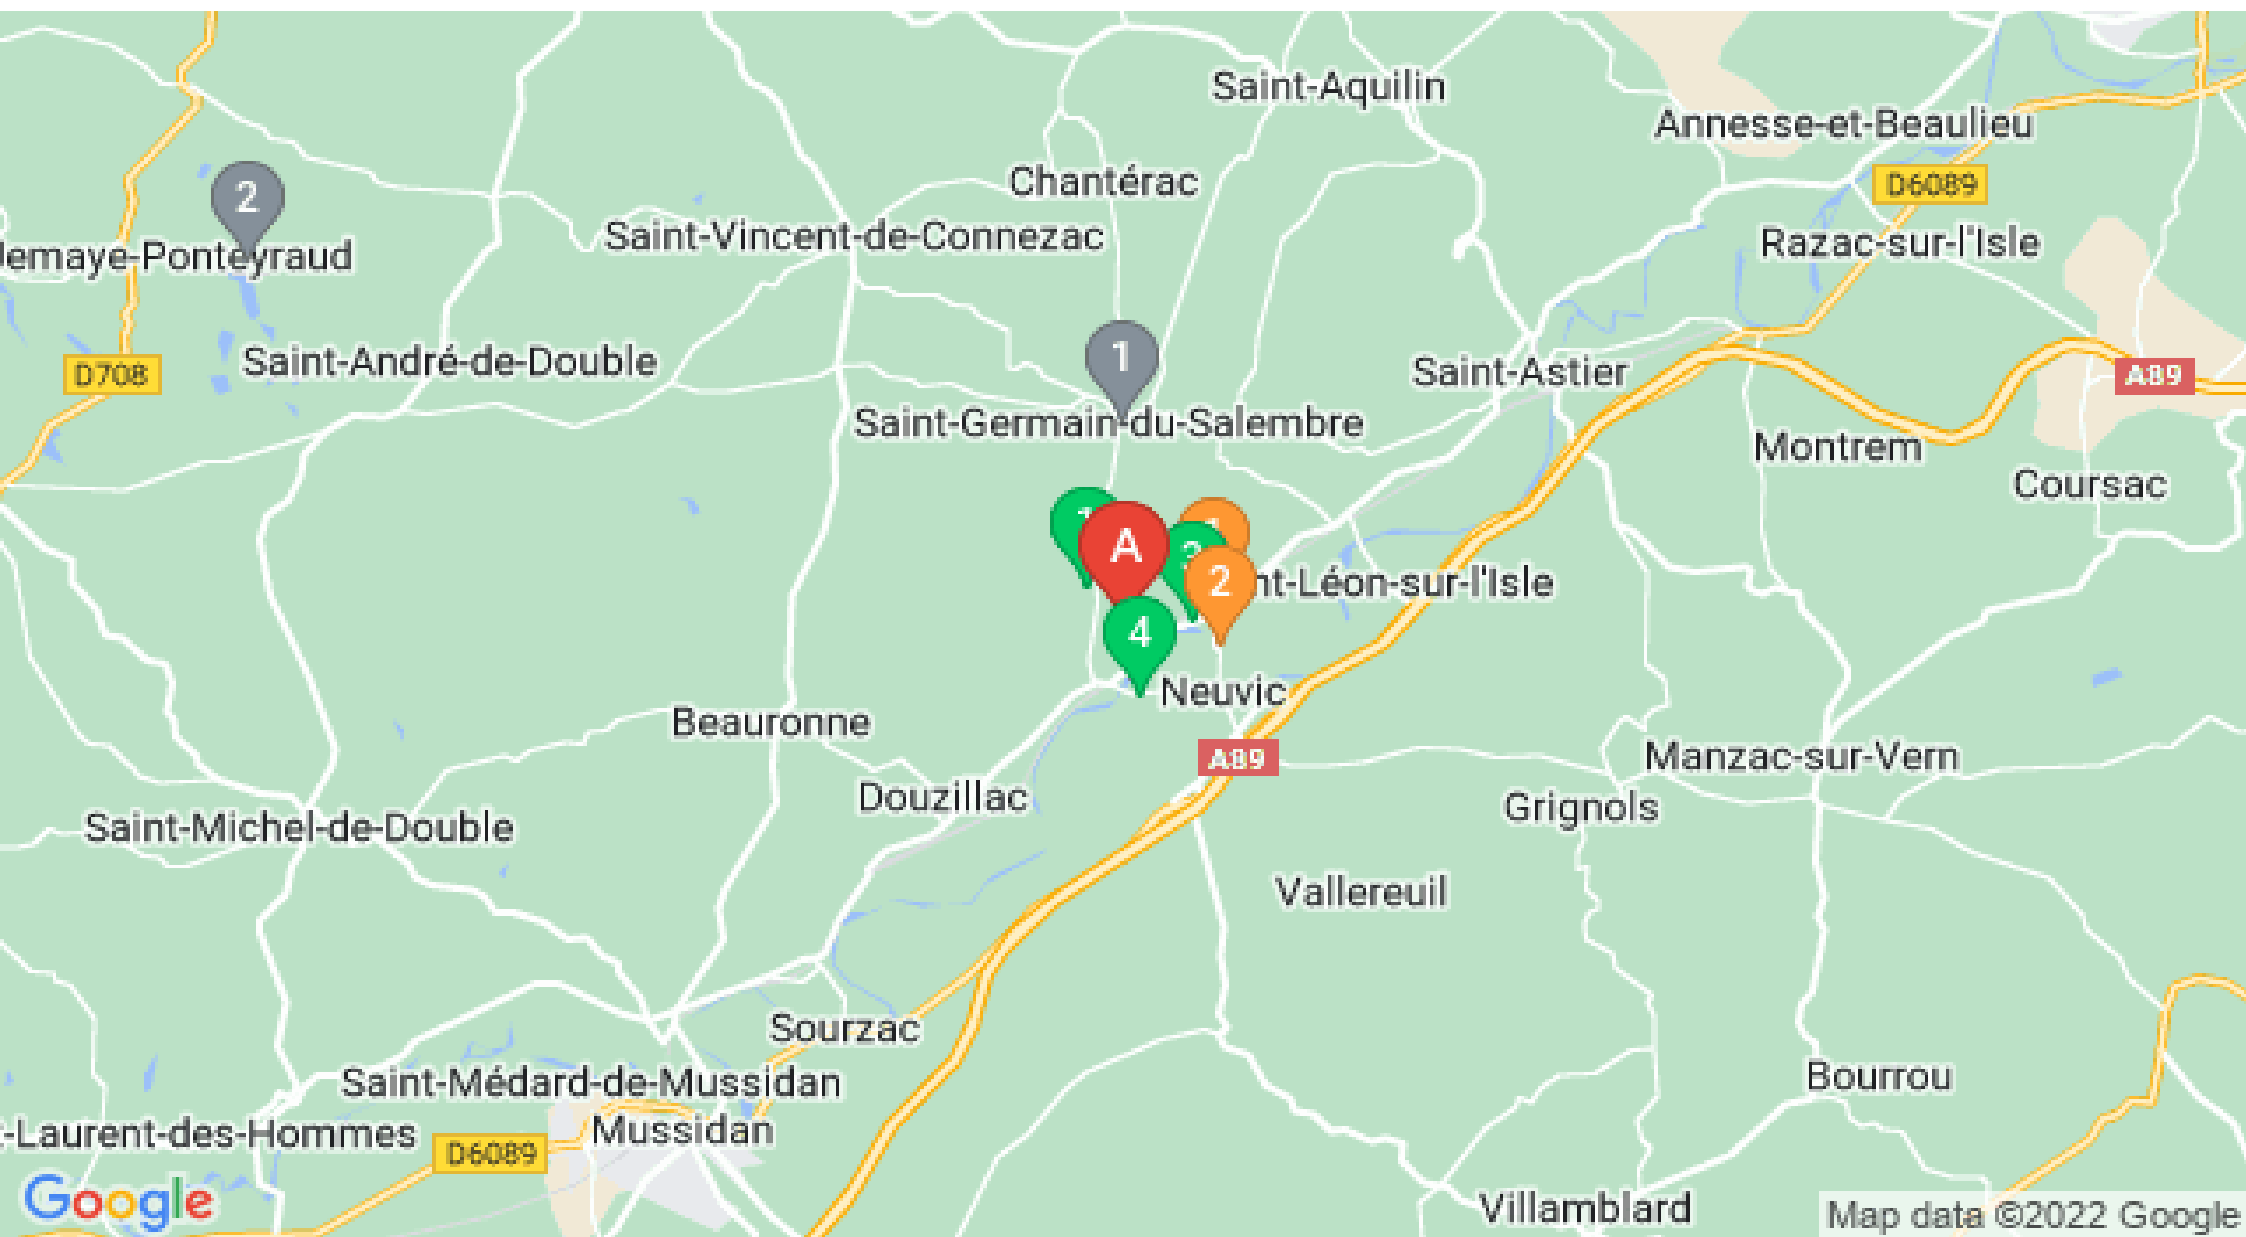 Saint-Aquilin
Annesse-et-Beaulieu
Chantérac
D6089
2
Saint-Vincent-de-Connezac
Razac-sur-l'Isle
Jemaye-Ponteyraud
1
Saint-André-de-Double
D708
Saint-Astier
A89
Saint-Germain-du-Salembre
Montrem
Coursac
1
1
A
2
nt-Léon-sur-l'Isle
4
Neuvic
Beauronne
A89
Manzac-sur-Vern
Douzillac
Grignols
Saint-Michel-de-Double
Vallereuil
Sourzac
Saint-Médard-de-Mussidan
Bourrou
-Laurent-des-Hommes
Mussidan
D6089
Google
Villamblard
Map data ©2022 Google